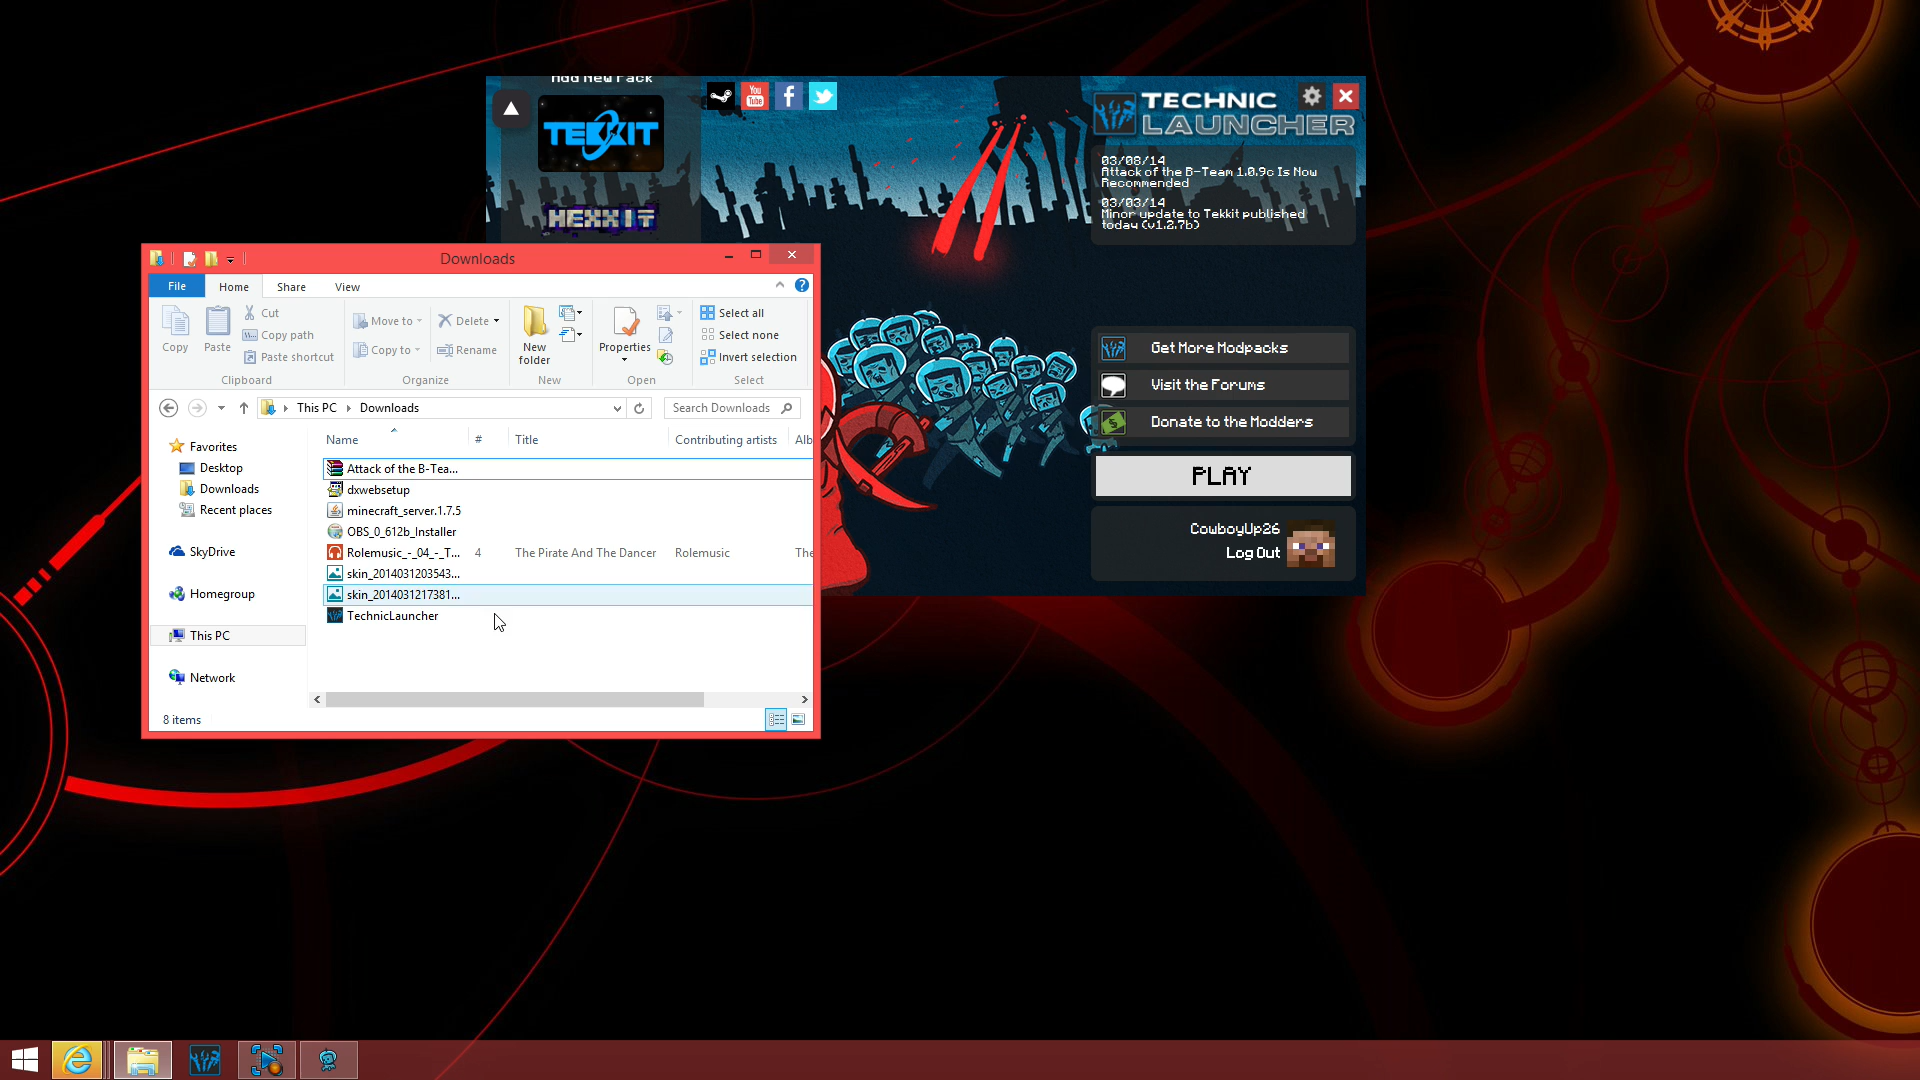 Add New Pack
TEKKIT
HEXXIT
You
Tube
TECHNIC
LAUNCHER
03/08/14
Attack of the B-Team 1.0.9c Is Now
Recommended
03/03/14
Minor update to Tekkit published
today (v1.2.7b)
Get More Modpacks
Visit the Forums
Donate to the Modders
PLAY
CowboyUp26
Log Out
Downloads
File
Home
Share
View
Copy
Paste
Cut
Copy path
Paste shortcut
Clipboard
Move to
Copy to
Delete
Rename
Organize
New
folder
New
Properties
Open
Select all
Select none
Invert selection
Select
This PC
Downloads
Search Downloads
Name
#
Title
Contributing artists
Alb
Favorites
Desktop
Downloads
Recent places
SkyDrive
Homegroup
This PC
Network
Attack of the B-Tea...
dxwebsetup
minecraft_server.1.7.5
OBS_0_612b_Installer
Rolemusic_-_04_-_T... 4 The Pirate And The Dancer Rolemusic The
skin_2014031203543...
skin_2014031217381...
TechnicLauncher
8 items